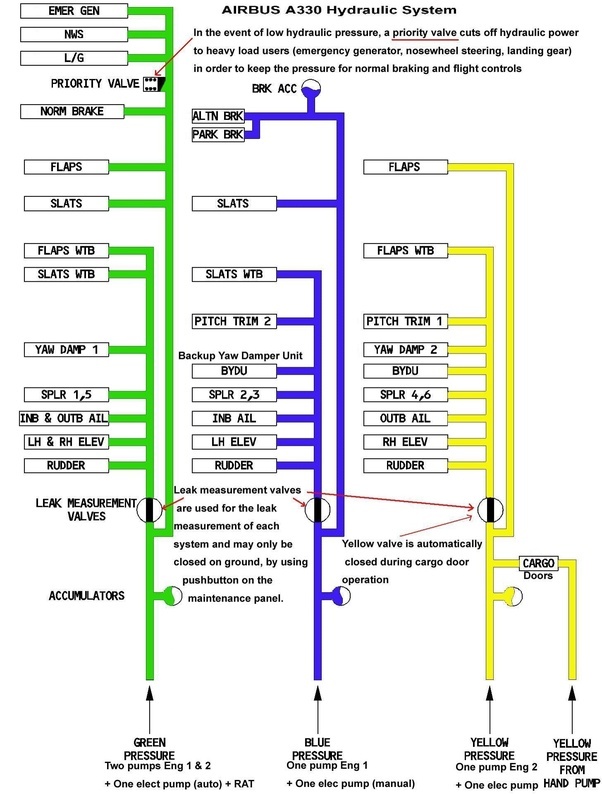 AIRBUS A330 Hydraulic System
In the event of low hydraulic pressure, a priority valve cuts off hydraulic power
to heavy load users (emergency generator, nosewheel steering, landing gear)
in order to keep the pressure for normal braking and flight controls
EMER GEN
NWS
L/G
PRIORITY VALVE
NORM BRAKE
FLAPS
SLATS
FLAPS WTB
SLATS WTB
YAW DAMP 1
SPLR 1,5
INB & OUTB AIL
LH & RH ELEV
RUDDER
LEAK MEASUREMENT
VALVES
ACCUMULATORS
GREEN
PRESSURE
Two pumps Eng 1 & 2
+ One elect pump (auto) + RAT
BRK ACC
ALTN BRK
PARK BRK
SLATS
SLATS WTB
PITCH TRIM 2
Backup Yaw Damper Unit
BYDU
SPLR 2,3
INB AIL
LH ELEV
RUDDER
Leak measurement valves
are used for the leak
measurement of each
system and may only be
closed on ground, by using
pushbutton on the
maintenance panel.
BLUE
PRESSURE
One pump Eng 1
+ One elec pump (manual)
FLAPS
FLAPS WTB
PITCH TRIM 1
YAW DAMP 2
BYDU
SPLR 4,6
OUTB AIL
RH ELEV
RUDDER
Yellow valve is automatically
closed during cargo door
operation
CARGO
Doors
YELLOW
PRESSURE
One pump Eng 2
+ One elec pump
YELLOW
PRESSURE
FROM
HAND PUMP